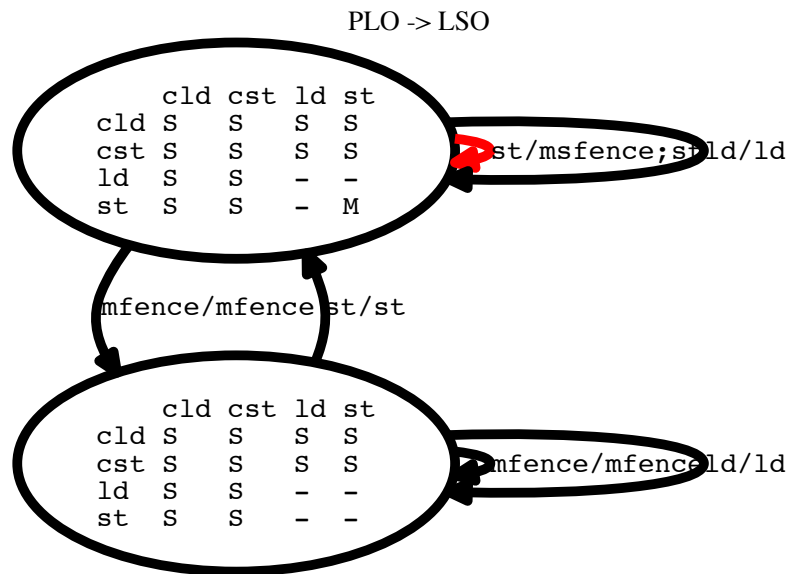 PLO -> LSO
cld cst ld st
cld S S S S
cst S S S S
ld S S - -
st S S - M
st/msfence;st
ld/ld
mfence/mfence
st/st
cld cst ld st
cld S S S S
cst S S S S
ld S S - -
st S S - -
mfence/mfence
ld/ld